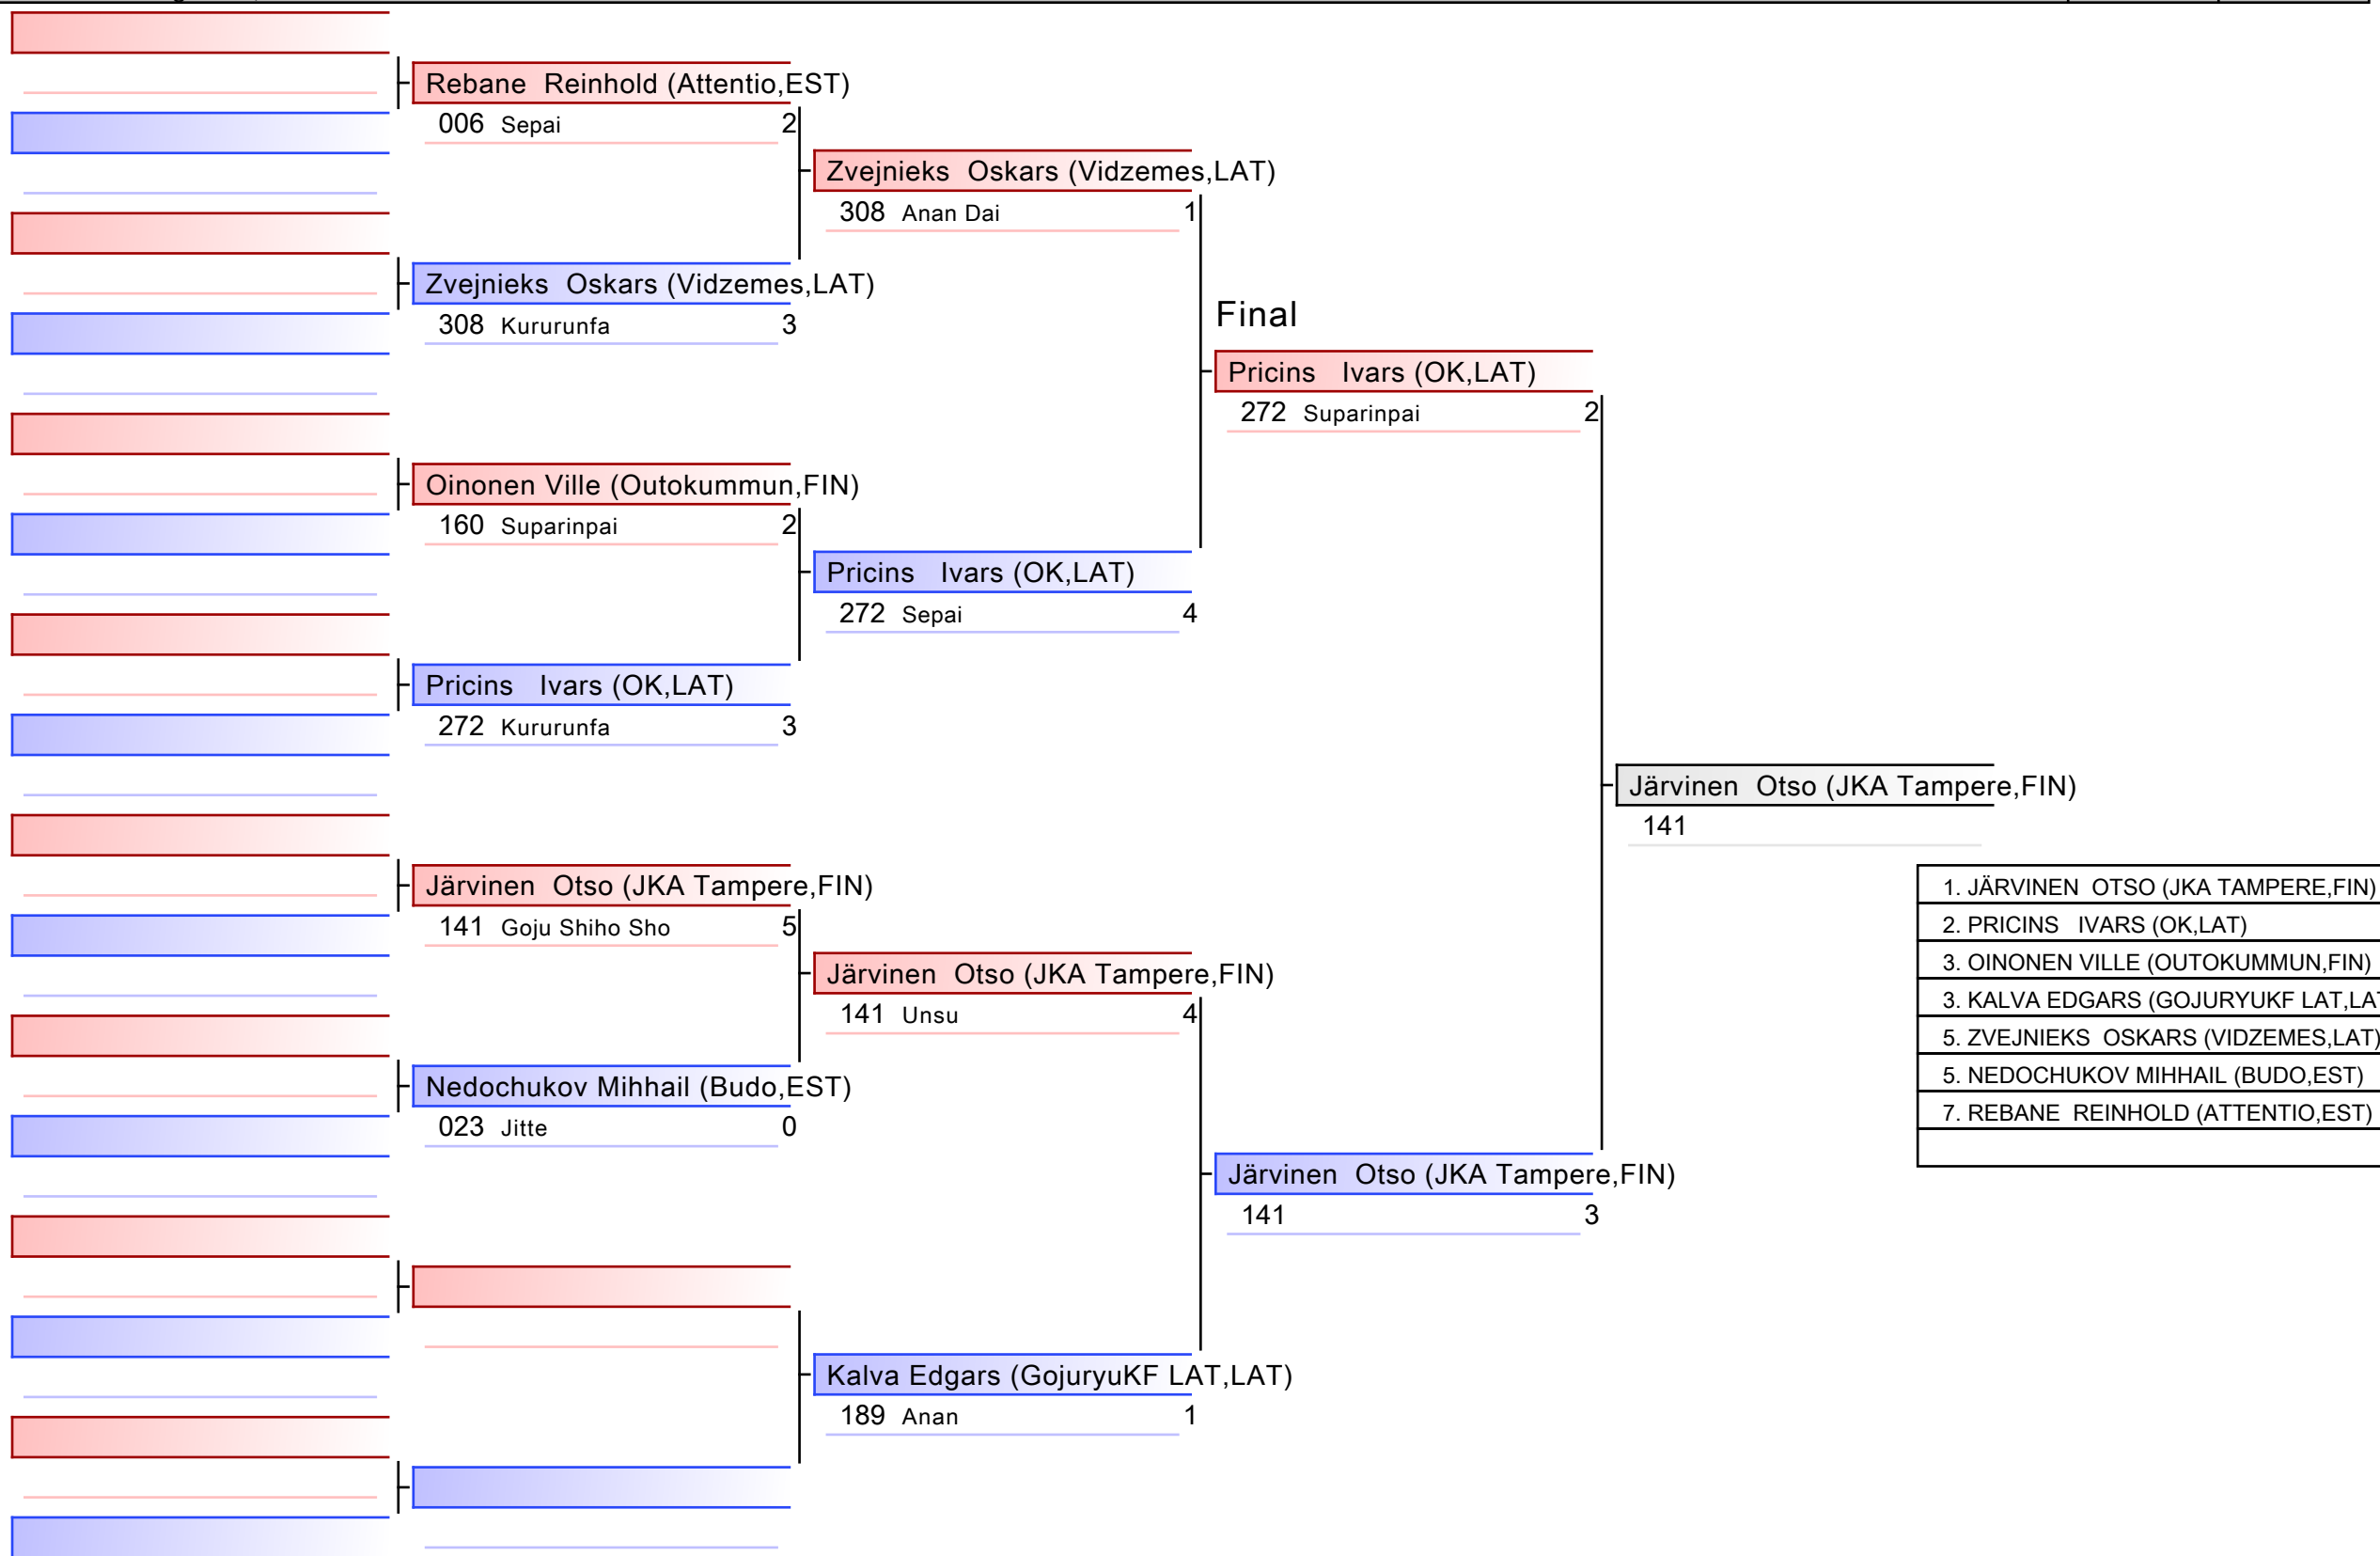 Rebane Reinhold (Attentio,EST)
006 Sepai 2
Zvejnieks Oskars (Vidzemes,LAT)
308 Anan Dai 1
Zvejnieks Oskars (Vidzemes,LAT)
308 Kururunfa 3
Final
Pricins Ivars (OK,LAT)
272 Suparinpai 2
Oinonen Ville (Outokummun,FIN)
160 Suparinpai 2
Pricins Ivars (OK,LAT)
272 Sepai 4
Pricins Ivars (OK,LAT)
272 Kururunfa 3
Järvinen Otso (JKA Tampere,FIN)
141
Järvinen Otso (JKA Tampere,FIN)
141 Goju Shiho Sho 5
Järvinen Otso (JKA Tampere,FIN)
141 Unsu 4
Nedochukov Mihhail (Budo,EST)
023 Jitte 0
Järvinen Otso (JKA Tampere,FIN)
141 3
Kalva Edgars (GojuryuKF LAT,LAT)
189 Anan 1
1. JÄRVINEN OTSO (JKA TAMPERE,FIN)
2. PRICINS IVARS (OK,LAT)
3. OINONEN VILLE (OUTOKUMMUN,FIN)
3. KALVA EDGARS (GOJURYUKF LAT,LA
5. ZVEJNIEKS OSKARS (VIDZEMES,LAT)
5. NEDOCHUKOV MIHHAIL (BUDO,EST)
7. REBANE REINHOLD (ATTENTIO,EST)